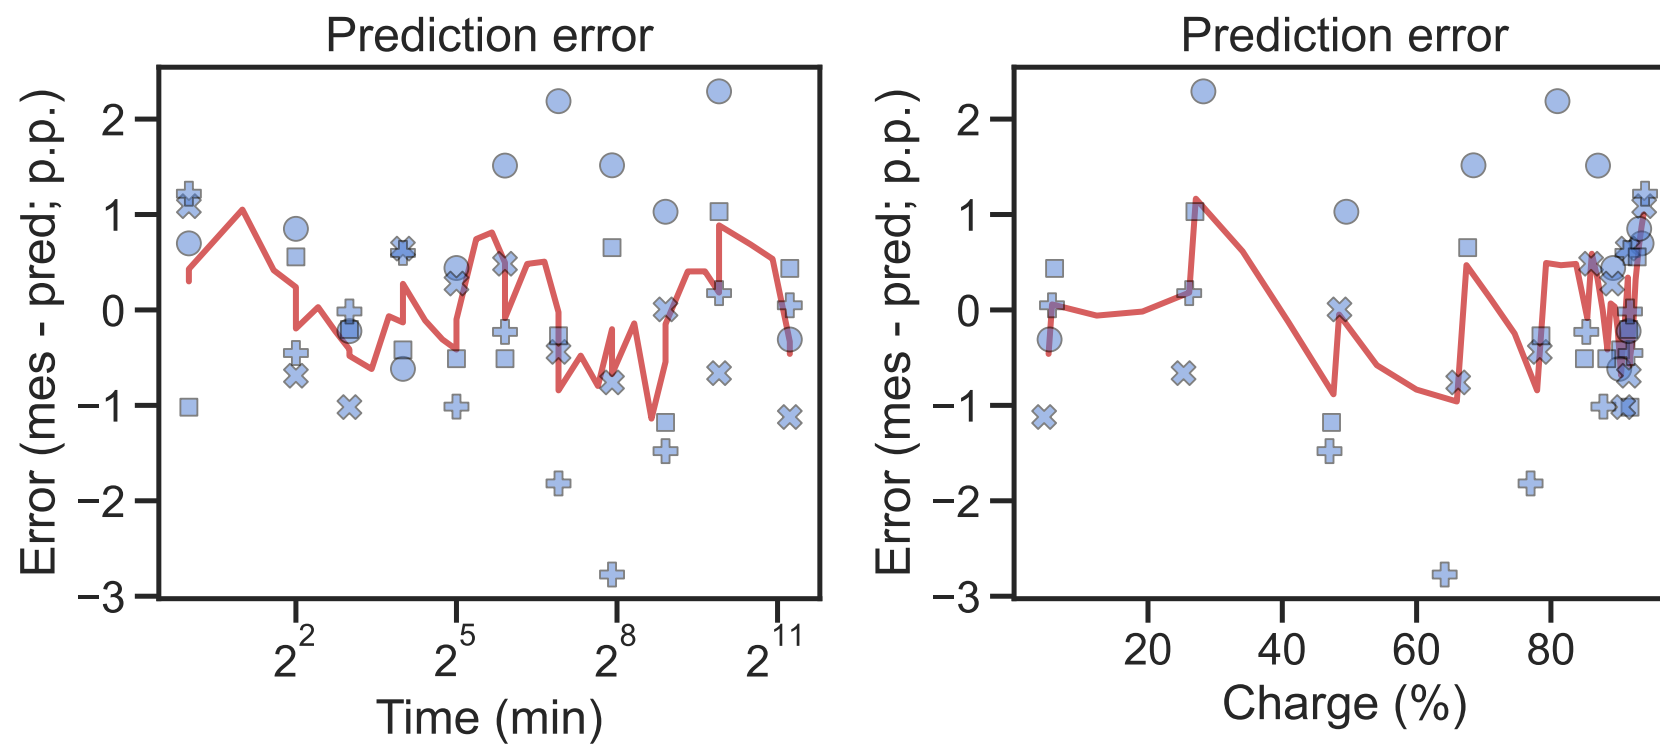 Prediction error
Error (mes - pred; p.p.)
2
1
0
−1
−2
−3
2^2 2^5 2^8 2^11
Time (min)
Prediction error
Error (mes - pred; p.p.)
2
1
0
−1
−2
−3
20 40 60 80
Charge (%)